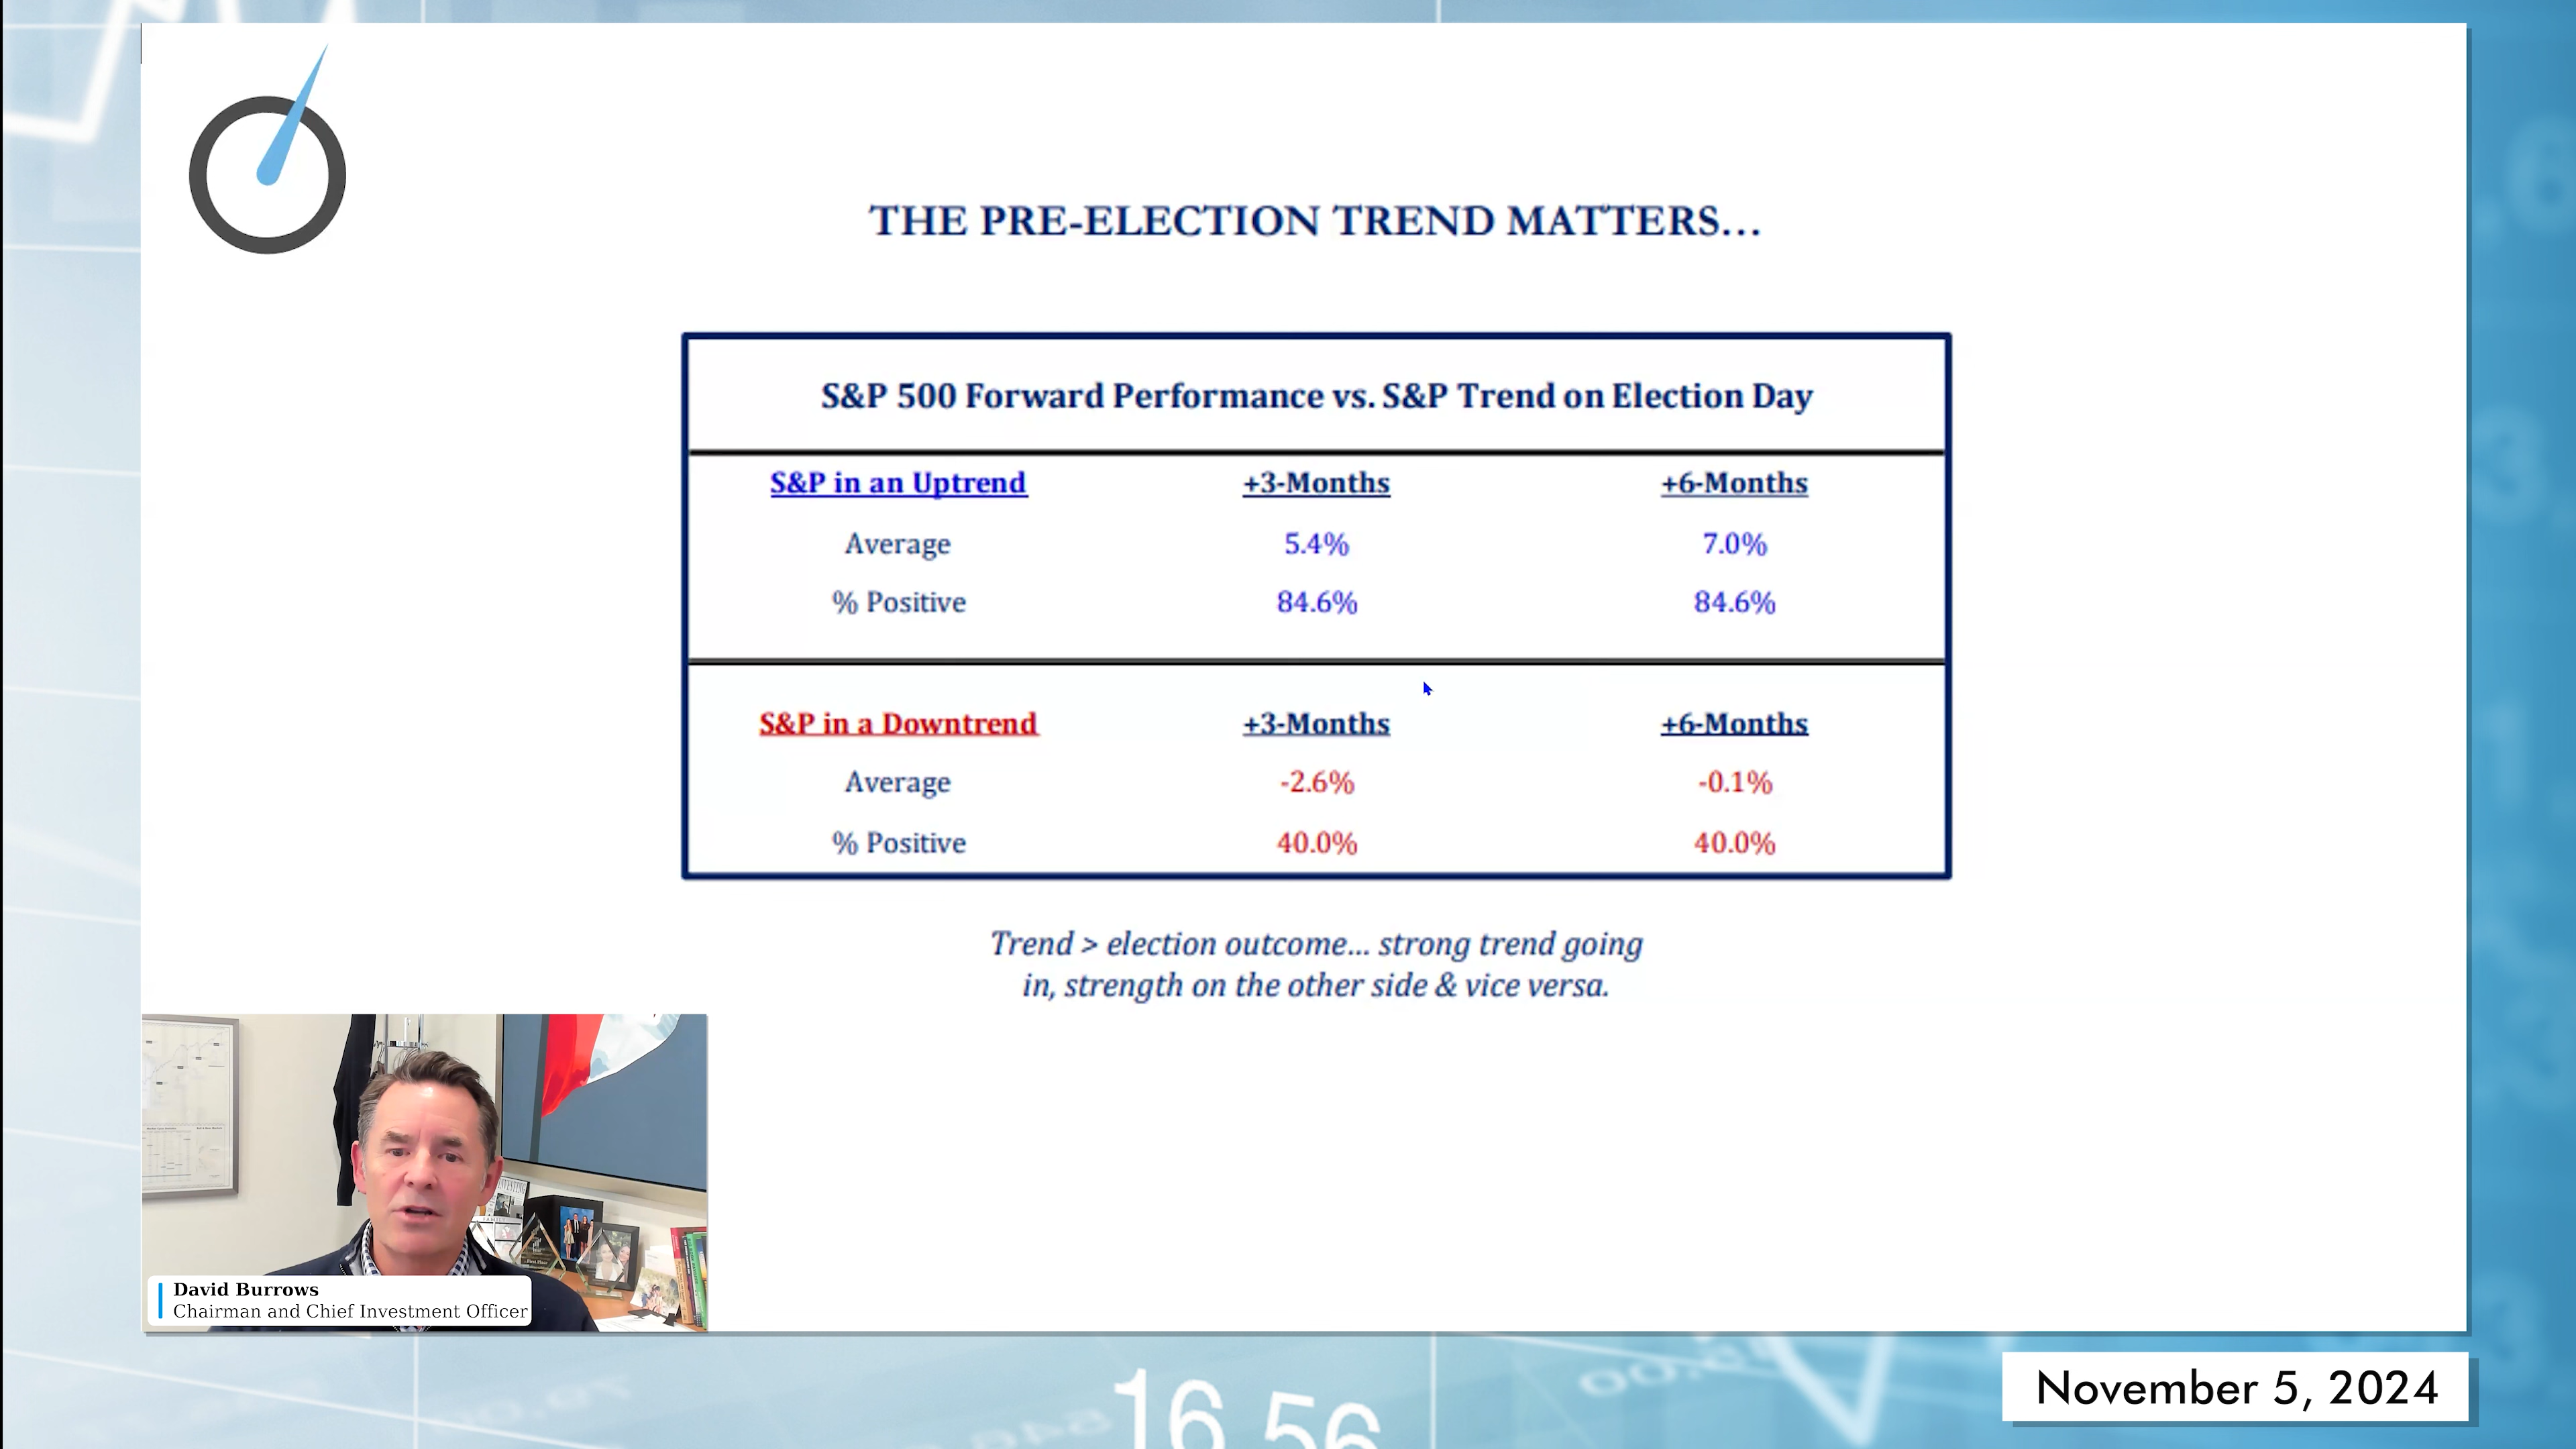 THE PRE-ELECTION TREND MATTERS...
S&P 500 Forward Performance vs. S&P Trend on Election Day
S&P in an Uptrend +3-Months +6-Months
Average 5.4% 7.0%
% Positive 84.6% 84.6%
S&P in a Downtrend +3-Months +6-Months
Average -2.6% -0.1%
% Positive 40.0% 40.0%
Trend > election outcome... strong trend going
in, strength on the other side & vice versa.
David Burrows
Chairman and Chief Investment Officer
November 5, 2024
16 56